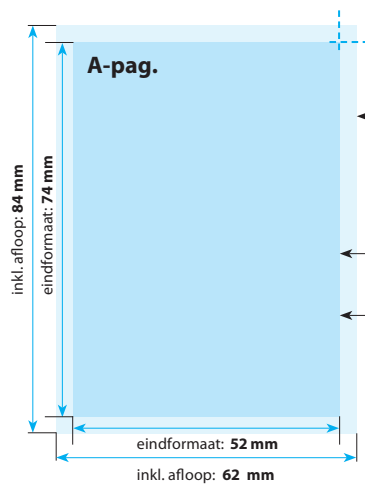 A-pag.
inkl. afloop: 84 mm
eindformaat: 74 mm
eindformaat: 52 mm
inkl. afloop: 62 mm